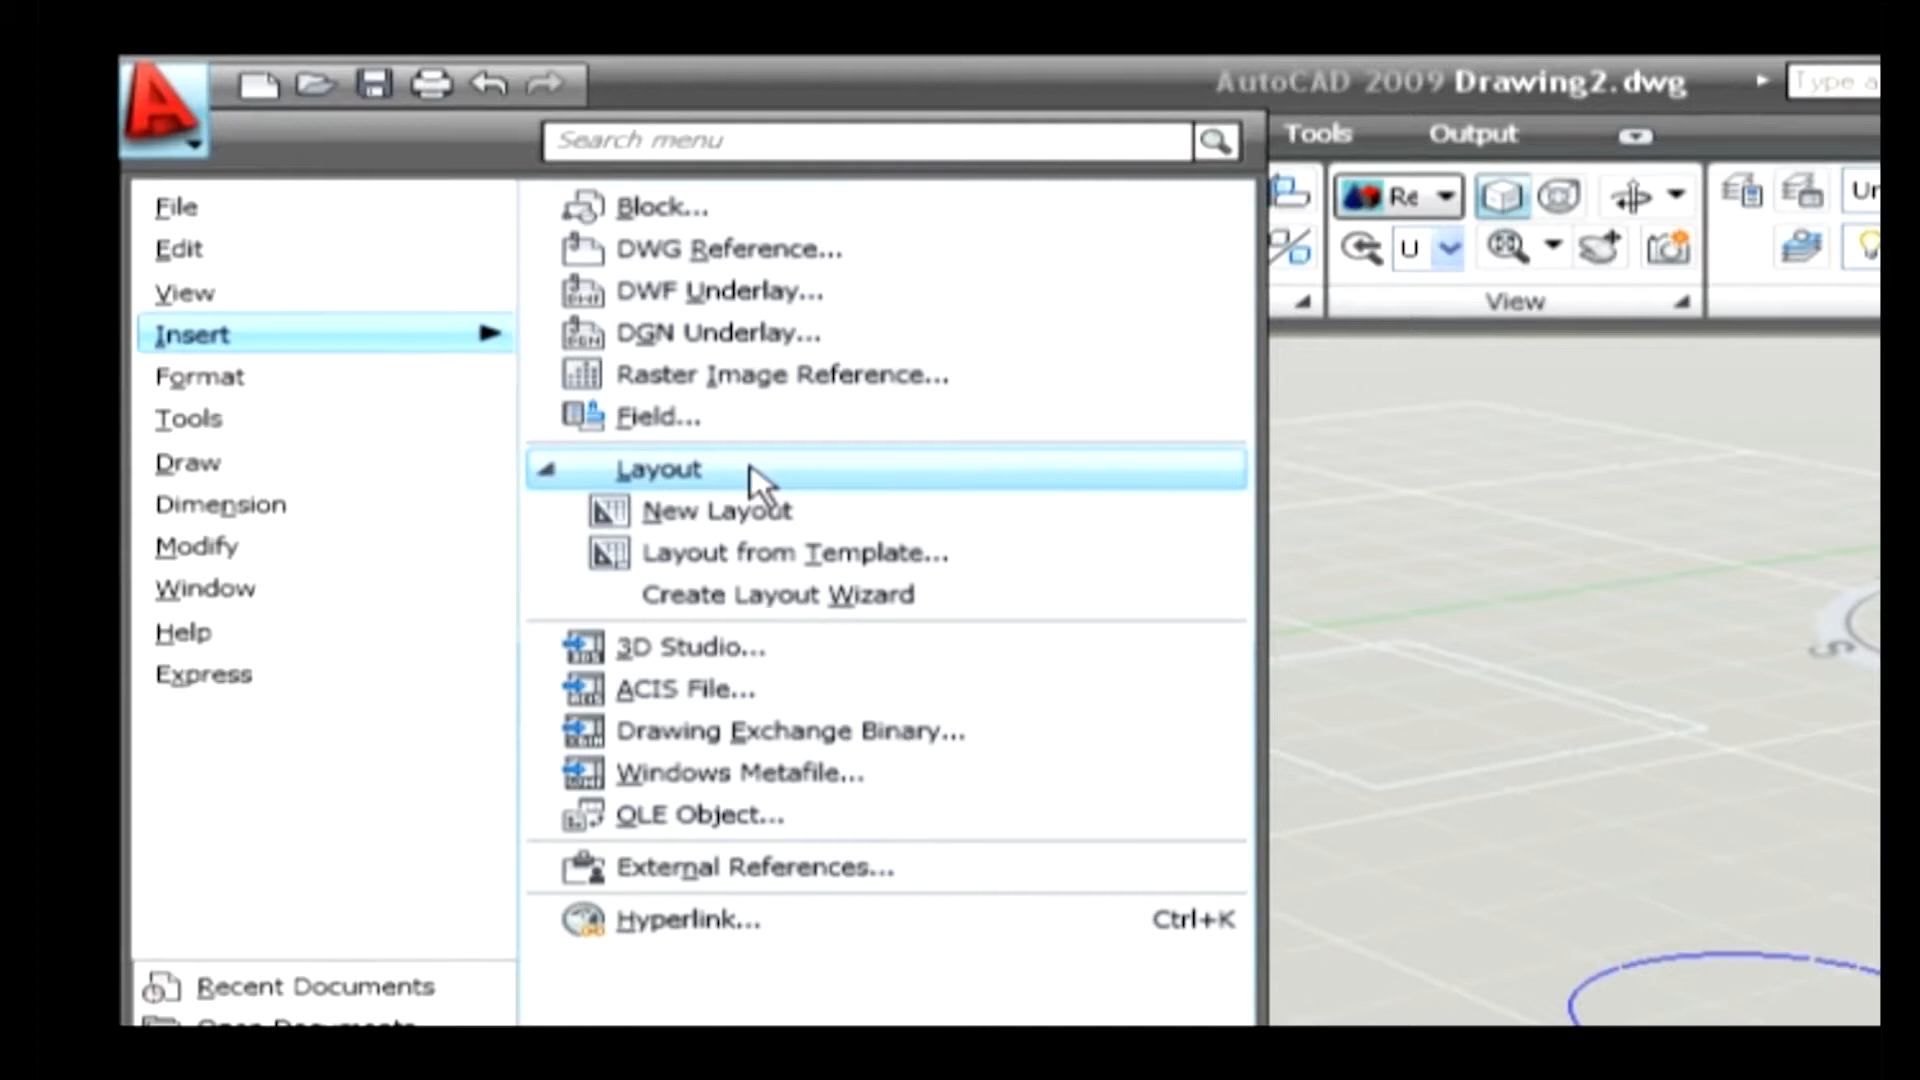 AutoCAD 2009 Drawing2.dwg
Type a
Search menu
Tools
Output
Re
Ur
U
View
File
Edit
View
Insert
Format
Tools
Draw
Dimension
Modify
Window
Help
Express
Recent Documents
Open Documents
Block...
DWG Reference...
DWF Underlay...
DGN Underlay...
Raster Image Reference...
Field...
Layout
New Layout
Layout from Template...
Create Layout Wizard
3D Studio...
ACIS File...
Drawing Exchange Binary...
Windows Metafile...
OLE Object...
External References...
Hyperlink... Ctrl+K
S